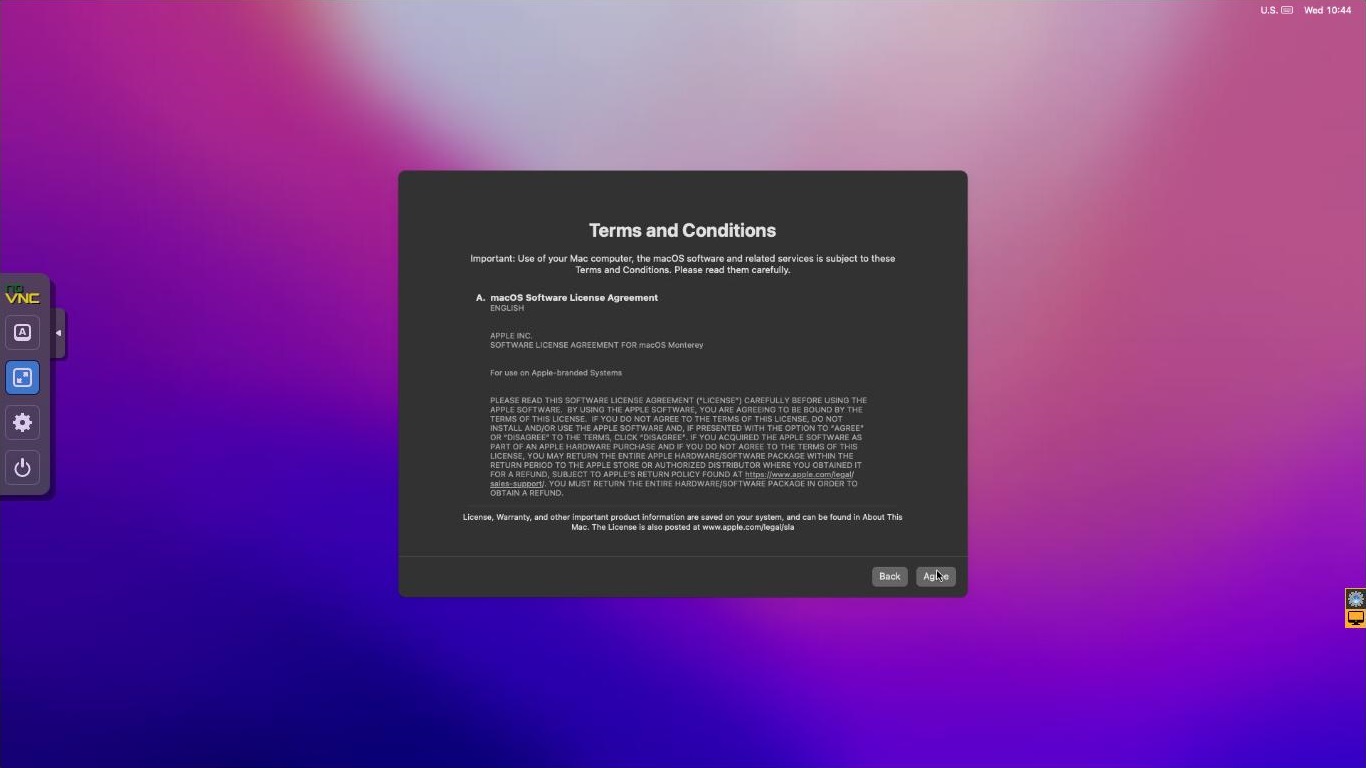 U.S. Wed 10:44
Terms and Conditions
Important: Use of your Mac computer, the macOS software and related services is subject to these
Terms and Conditions. Please read them carefully.
A. macOS Software License Agreement
ENGLISH
APPLE INC.
SOFTWARE LICENSE AGREEMENT FOR macOS Monterey
For use on Apple-branded Systems
PLEASE READ THIS SOFTWARE LICENSE AGREEMENT ("LICENSE") CAREFULLY BEFORE USING THE
APPLE SOFTWARE. BY USING THE APPLE SOFTWARE, YOU ARE AGREEING TO BE BOUND BY THE
TERMS OF THIS LICENSE. IF YOU DO NOT AGREE TO THE TERMS OF THIS LICENSE, DO NOT
INSTALL AND/OR USE THE APPLE SOFTWARE AND, IF PRESENTED WITH THE OPTION TO "AGREE"
OR "DISAGREE" TO THE TERMS, CLICK "DISAGREE". IF YOU ACQUIRED THE APPLE SOFTWARE AS
PART OF AN APPLE HARDWARE PURCHASE AND IF YOU DO NOT AGREE TO THE TERMS OF THIS
LICENSE, YOU MAY RETURN THE ENTIRE APPLE HARDWARE/SOFTWARE PACKAGE WITHIN THE
RETURN PERIOD TO THE APPLE STORE OR AUTHORIZED DISTRIBUTOR WHERE YOU OBTAINED IT
FOR A REFUND, SUBJECT TO APPLE'S RETURN POLICY FOUND AT https://www.apple.com/legal/
sales-support/. YOU MUST RETURN THE ENTIRE HARDWARE/SOFTWARE PACKAGE IN ORDER TO
OBTAIN A REFUND.
License, Warranty, and other important product information are saved on your system, and can be found in About This
Mac. The License is also posted at www.apple.com/legal/sla
Back Agree
no
VNC
A